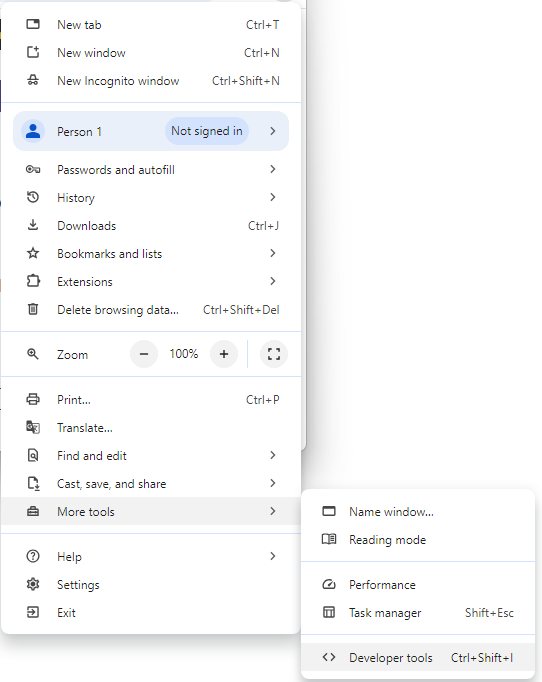 New tab Ctrl+T
New window Ctrl+N
New Incognito window Ctrl+Shift+N
Person 1 Not signed in
Passwords and autofill
History
Downloads Ctrl+J
Bookmarks and lists
Extensions
Delete browsing data... Ctrl+Shift+Del
Zoom − 100% +
Print... Ctrl+P
Translate...
Find and edit
Cast, save, and share
More tools
Help
Settings
Exit
Name window...
Reading mode
Performance
Task manager Shift+Esc
Developer tools Ctrl+Shift+I